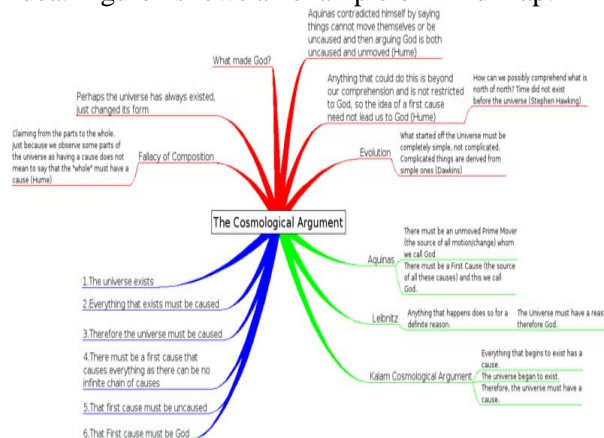 Aquinas contradicted himself by saying
things cannot move themselves or be
uncaused and then arguing God is both
uncaused and unmoved (Hume)
What made God?
Anything that could do this is beyond
our comprehension and is not restricted
to God, so the idea of a first cause
need not lead us to God (Hume)
How can we possibly comprehend what is
north of north? Time did not exist
before the universe (Stephen Hawking)
Perhaps the universe has always existed,
just changed its form
Claiming from the parts to the whole.
Just because we observe some parts of
the universe as having a cause does not
mean to say that the "whole" must have a
cause (Hume)
Fallacy of Composition
Evolution
What started off the Universe must be
completely simple, not complicated.
Complicated things are derived from
simple ones (Dawkins)
The Cosmological Argument
1.The universe exists
2.Everything that exists must be caused
3.Therefore the universe must be caused
4.There must be a first cause that
causes everything as there can be no
infinite chain of causes
5.That first cause must be uncaused
6.That First cause must be God
Aquinas
There must be an unmoved Prime Mover
(the source of all motion/change) whom
we call God
There must be a First Cause (the source
of all these causes) and this we call
God.
Leibnitz
Anything that happens does so for a
definite reason.
The Universe must have a reas
therefore God.
Kalam Cosmological Argument
Everything that begins to exist has a
cause.
The universe began to exist.
Therefore, the universe must have a
cause.